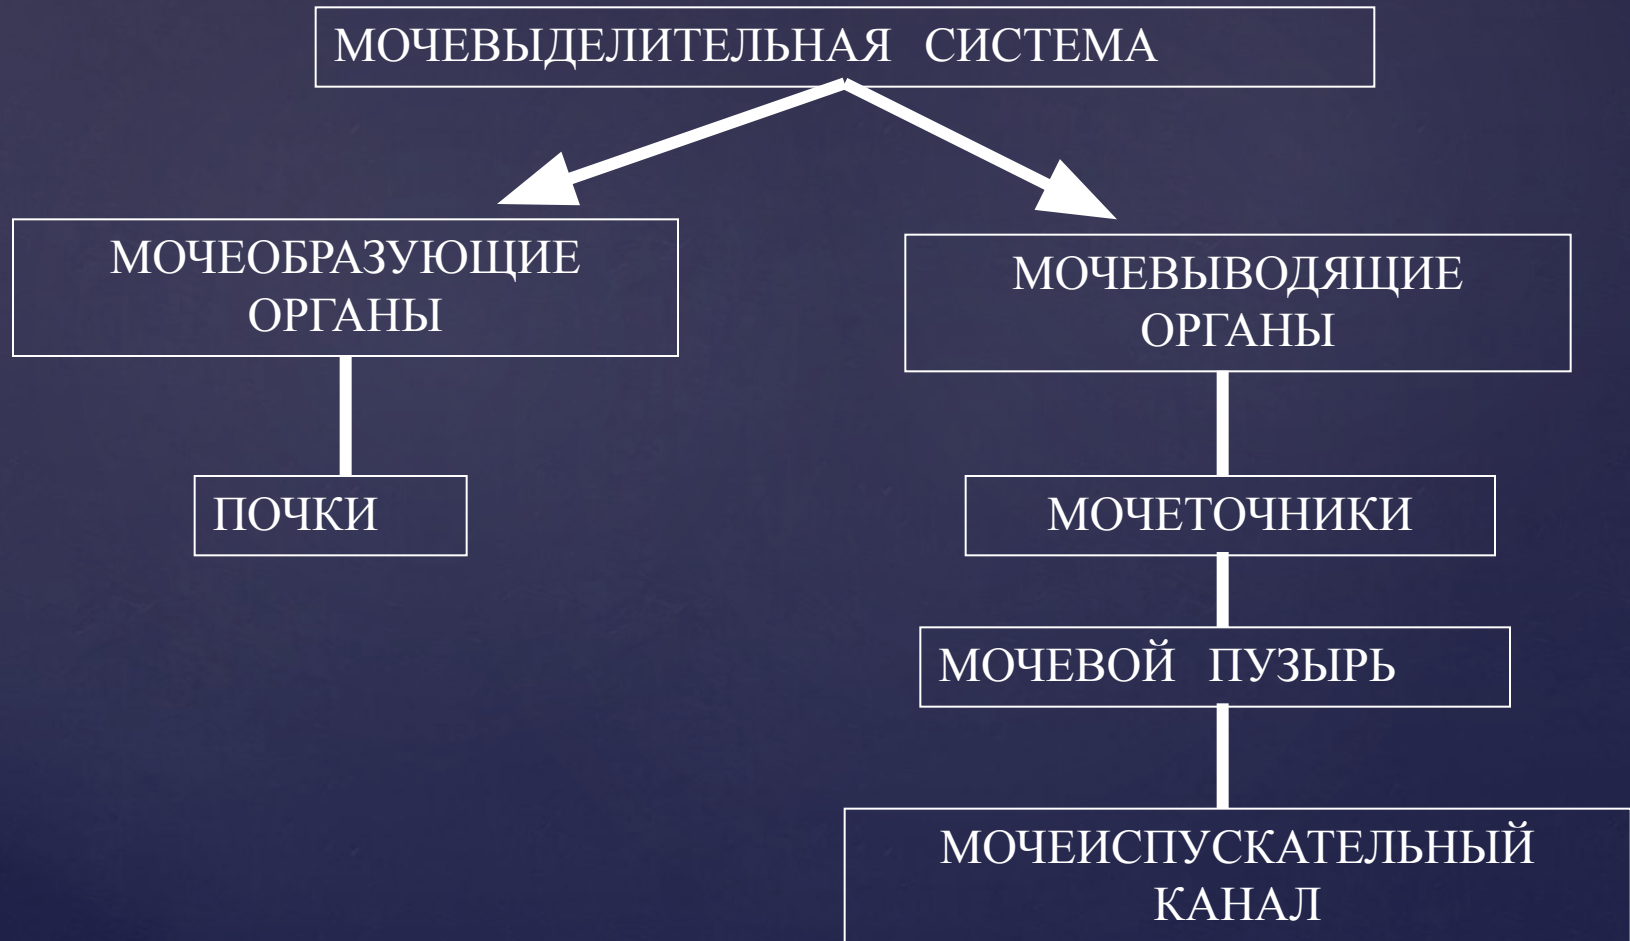 МОЧЕВЫДЕЛИТЕЛЬНАЯ СИСТЕМА
МОЧЕОБРАЗУЮЩИЕ
ОРГАНЫ
МОЧЕВЫВОДЯЩИЕ
ОРГАНЫ
ПОЧКИ
МОЧЕТОЧНИКИ
МОЧЕВОЙ ПУЗЫРЬ
МОЧЕИСПУСКАТЕЛЬНЫЙ
КАНАЛ